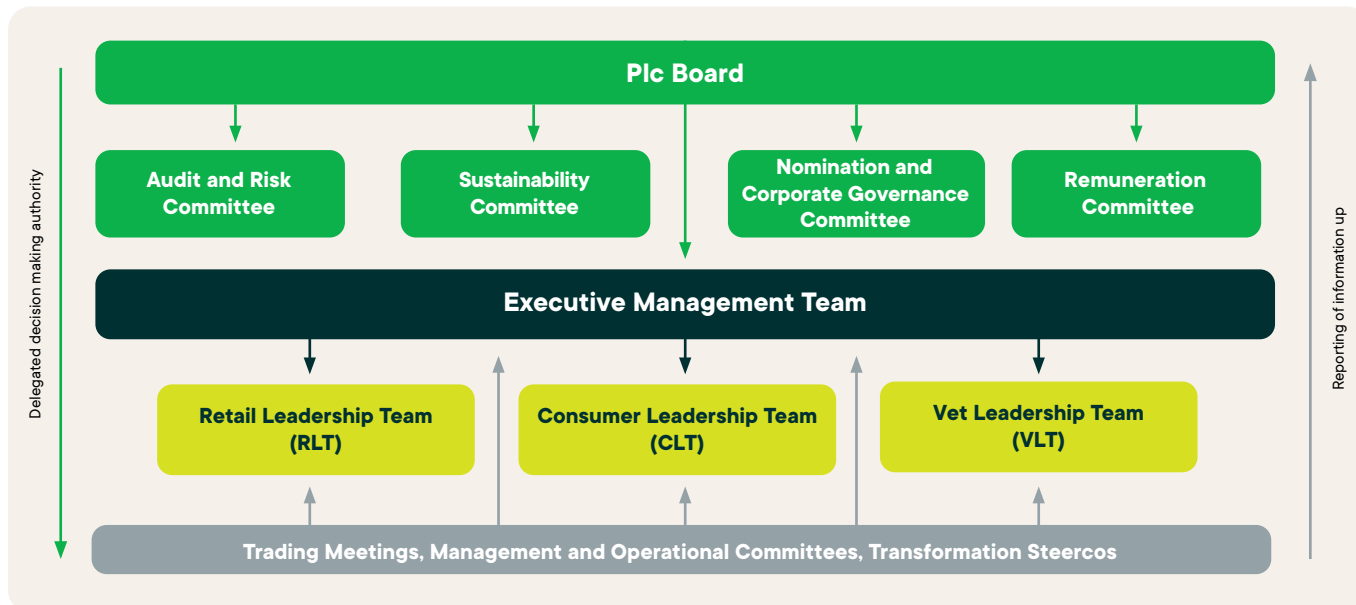 Plc Board
Delegated decision making authority
Audit and Risk
Committee
Sustainability
Committee
Nomination and
Corporate Governance
Committee
Remuneration
Committee
Reporting of information up
Executive Management Team
Retail Leadership Team
(RLT)
Consumer Leadership Team
(CLT)
Vet Leadership Team
(VLT)
Trading Meetings, Management and Operational Committees, Transformation Steercos